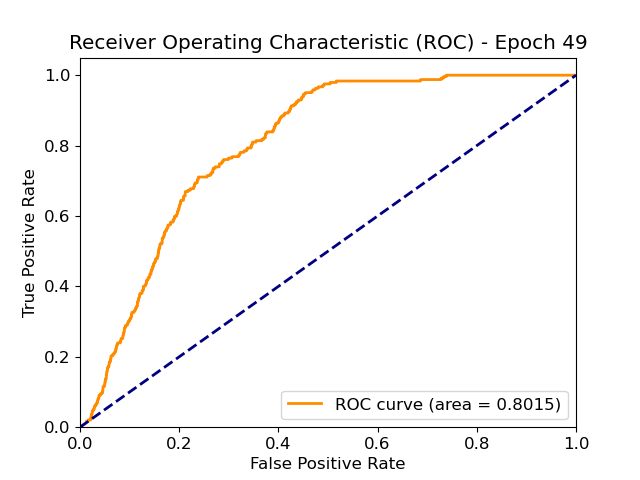 Receiver Operating Characteristic (ROC) - Epoch 49
1.0
0.8
0.6
0.4
0.2
0.0
True Positive Rate
ROC curve (area = 0.8015)
0.0 0.2 0.4 0.6 0.8 1.0
False Positive Rate